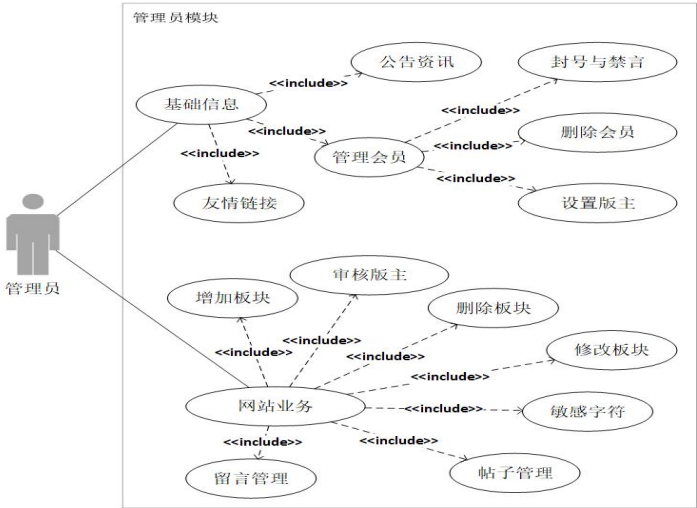 管理员模块
公告资讯
封号与禁言
<<include>>
基础信息
<<include>>
<<include>>
删除会员
<<include>>
<<include>>
管理会员
<<include>>
友情链接
设置版主
管理员
审核版主
增加板块
删除板块
<<include>>
<<include>>
<<include>>
修改板块
<<include>>
网站业务
<<include>>
敏感字符
<<include>>
<<include>>
留言管理
帖子管理